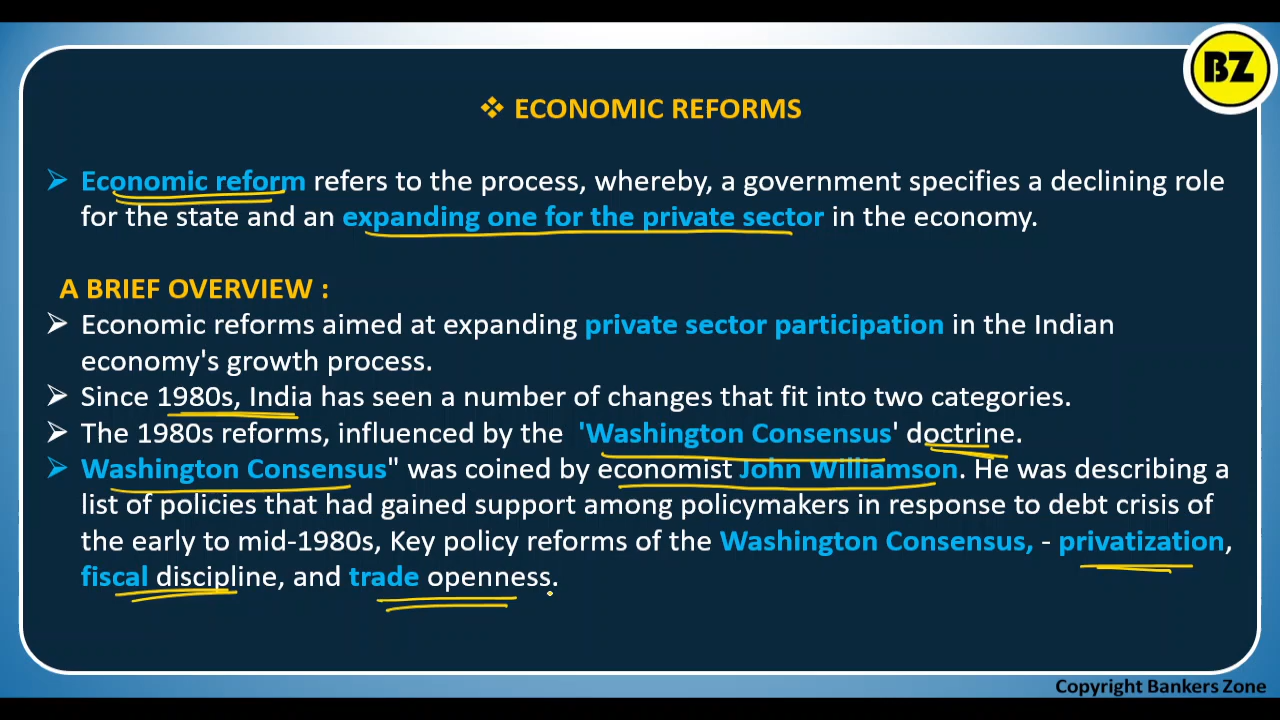 BZ
❖ ECONOMIC REFORMS
➢ Economic reform refers to the process, whereby, a government specifies a declining role
for the state and an expanding one for the private sector in the economy.
A BRIEF OVERVIEW :
➢ Economic reforms aimed at expanding private sector participation in the Indian
economy's growth process.
➢ Since 1980s, India has seen a number of changes that fit into two categories.
➢ The 1980s reforms, influenced by the 'Washington Consensus' doctrine.
➢ Washington Consensus" was coined by economist John Williamson. He was describing a
list of policies that had gained support among policymakers in response to debt crisis of
the early to mid-1980s, Key policy reforms of the Washington Consensus, - privatization,
fiscal discipline, and trade openness.
Copyright Bankers Zone